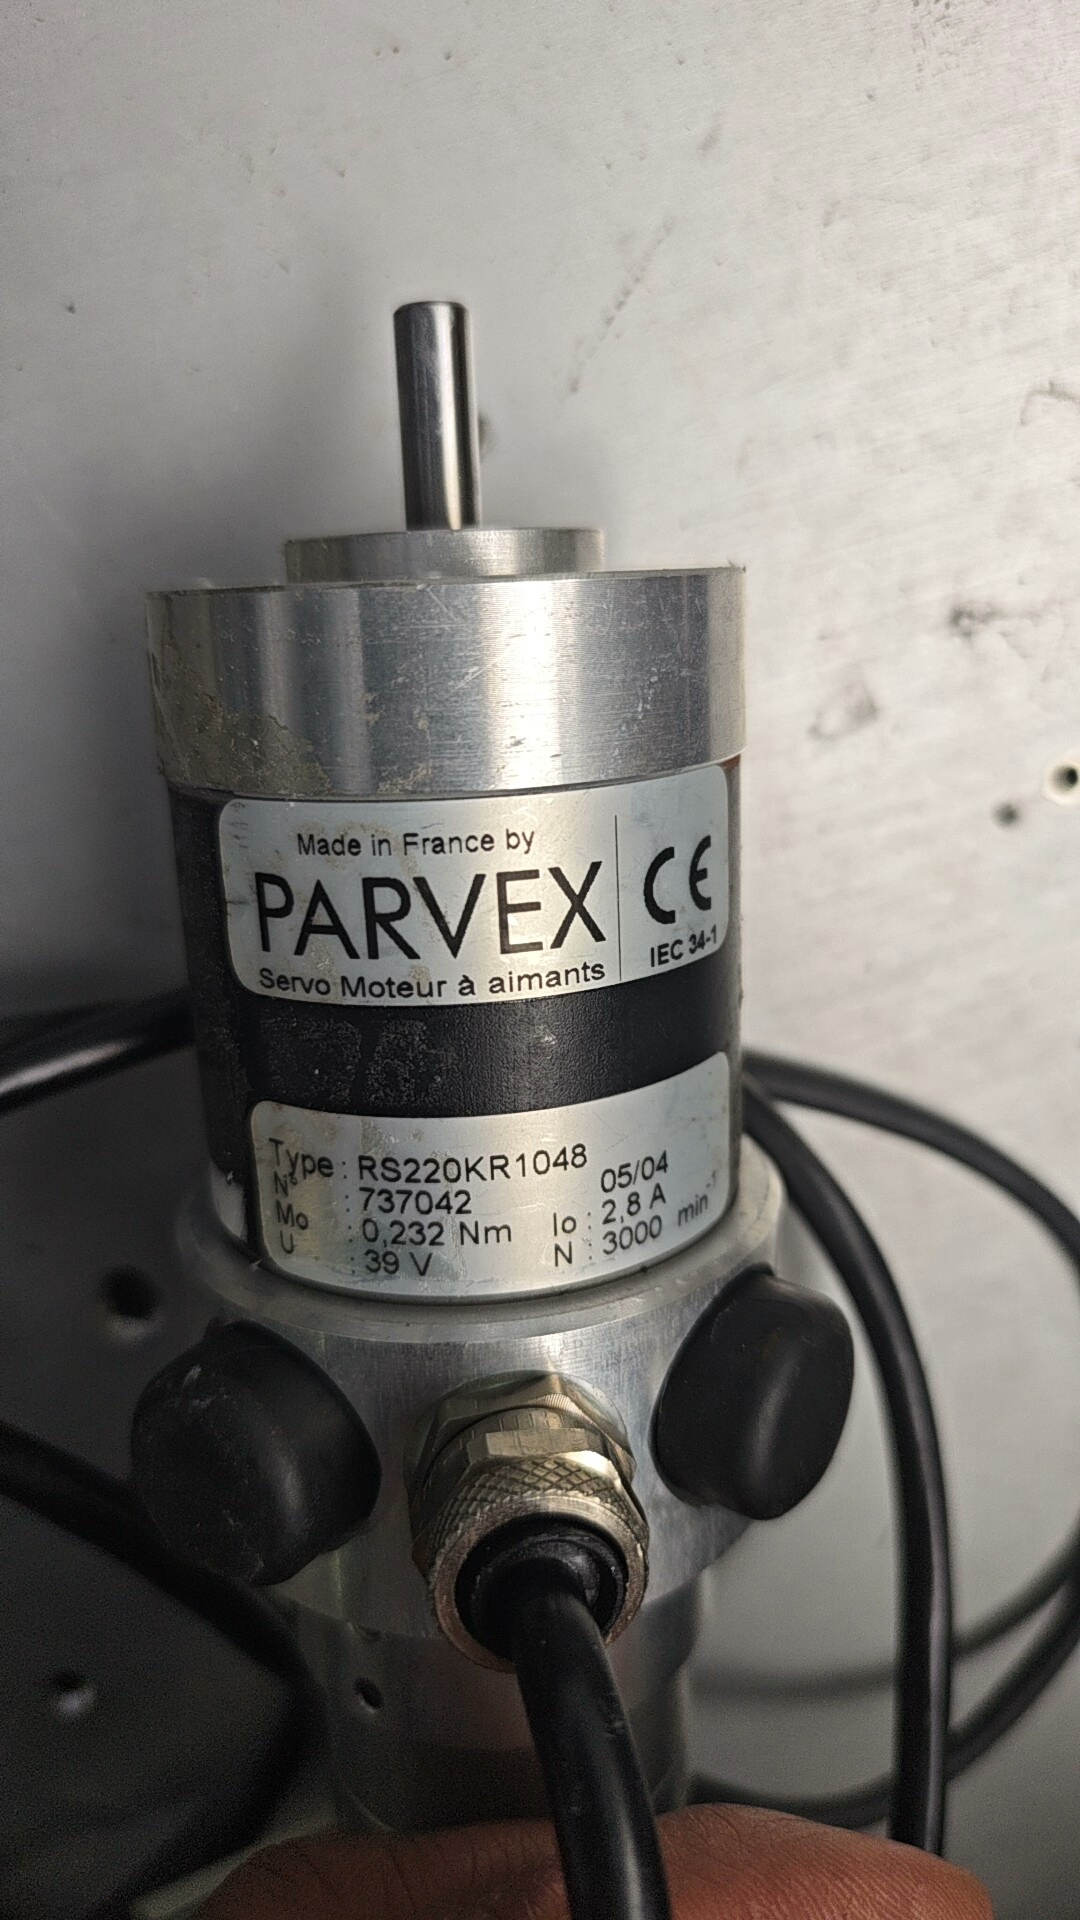 Made in France by
PARVEX
Servo Moteur à aimants
CE
IEC 34-1
Type : RS220KR1048
N° : 737042 05/04
Mo : 0,232 Nm Io : 2,8 A
U : 39 V N : 3000 min⁻¹